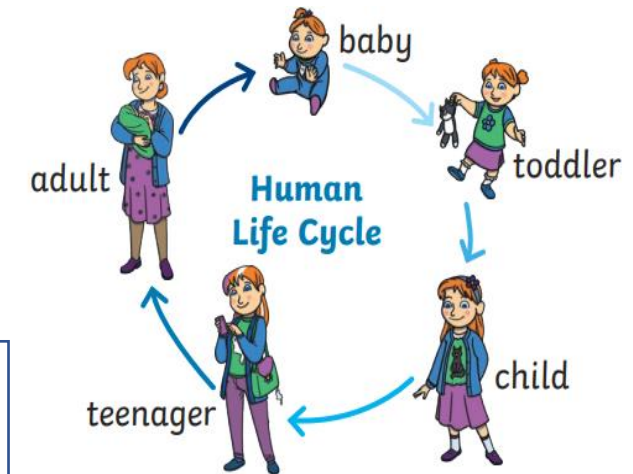 baby
toddler
adult
Human
Life Cycle
child
teenager